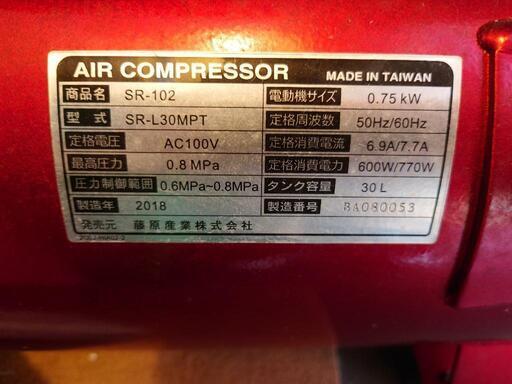 AIR COMPRESSOR MADE IN TAIWAN
商品名 SR-102 電動機サイズ 0.75 kW
型式 SR-L30MPT 定格周波数 50Hz/60Hz
定格電圧 AC100V 定格消費電流 6.9A/7.7A
最高圧力 0.8 MPa 定格消費電力 600W/770W
圧力制御範囲 0.6MPa~0.8MPa タンク容量 30 L
製造年 2018 製造番号 BA080053
発売元 藤原産業株式会社